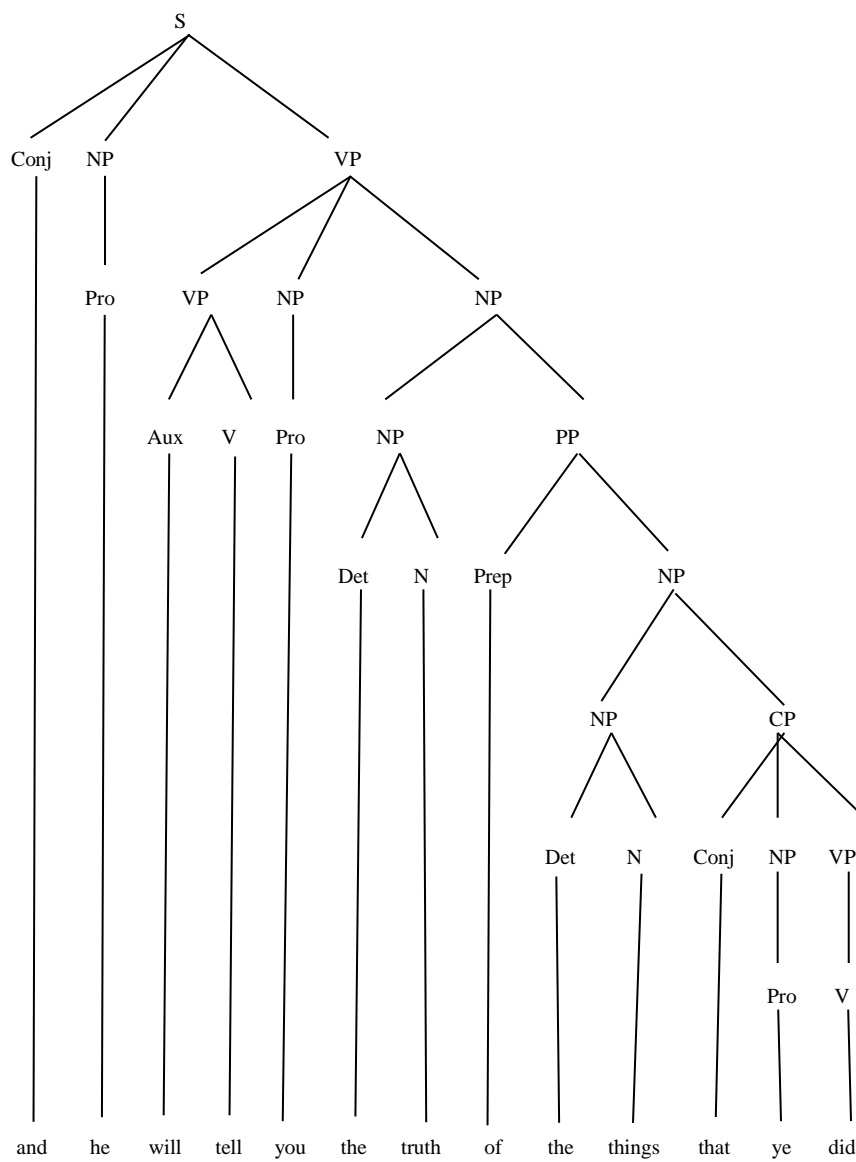 S
Conj NP VP
Pro VP NP NP
Aux V Pro NP PP
Det N Prep NP
NP CP
Det N Conj NP VP
Pro V
and he will tell you the truth of the things that ye did